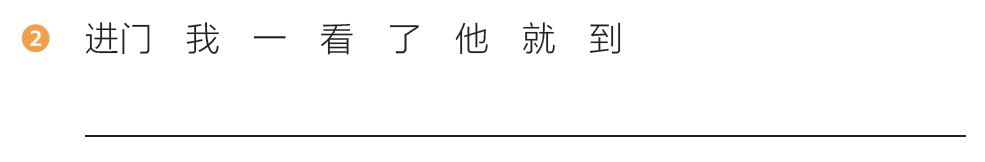 2 进门 我 一 看 了 他 就 到